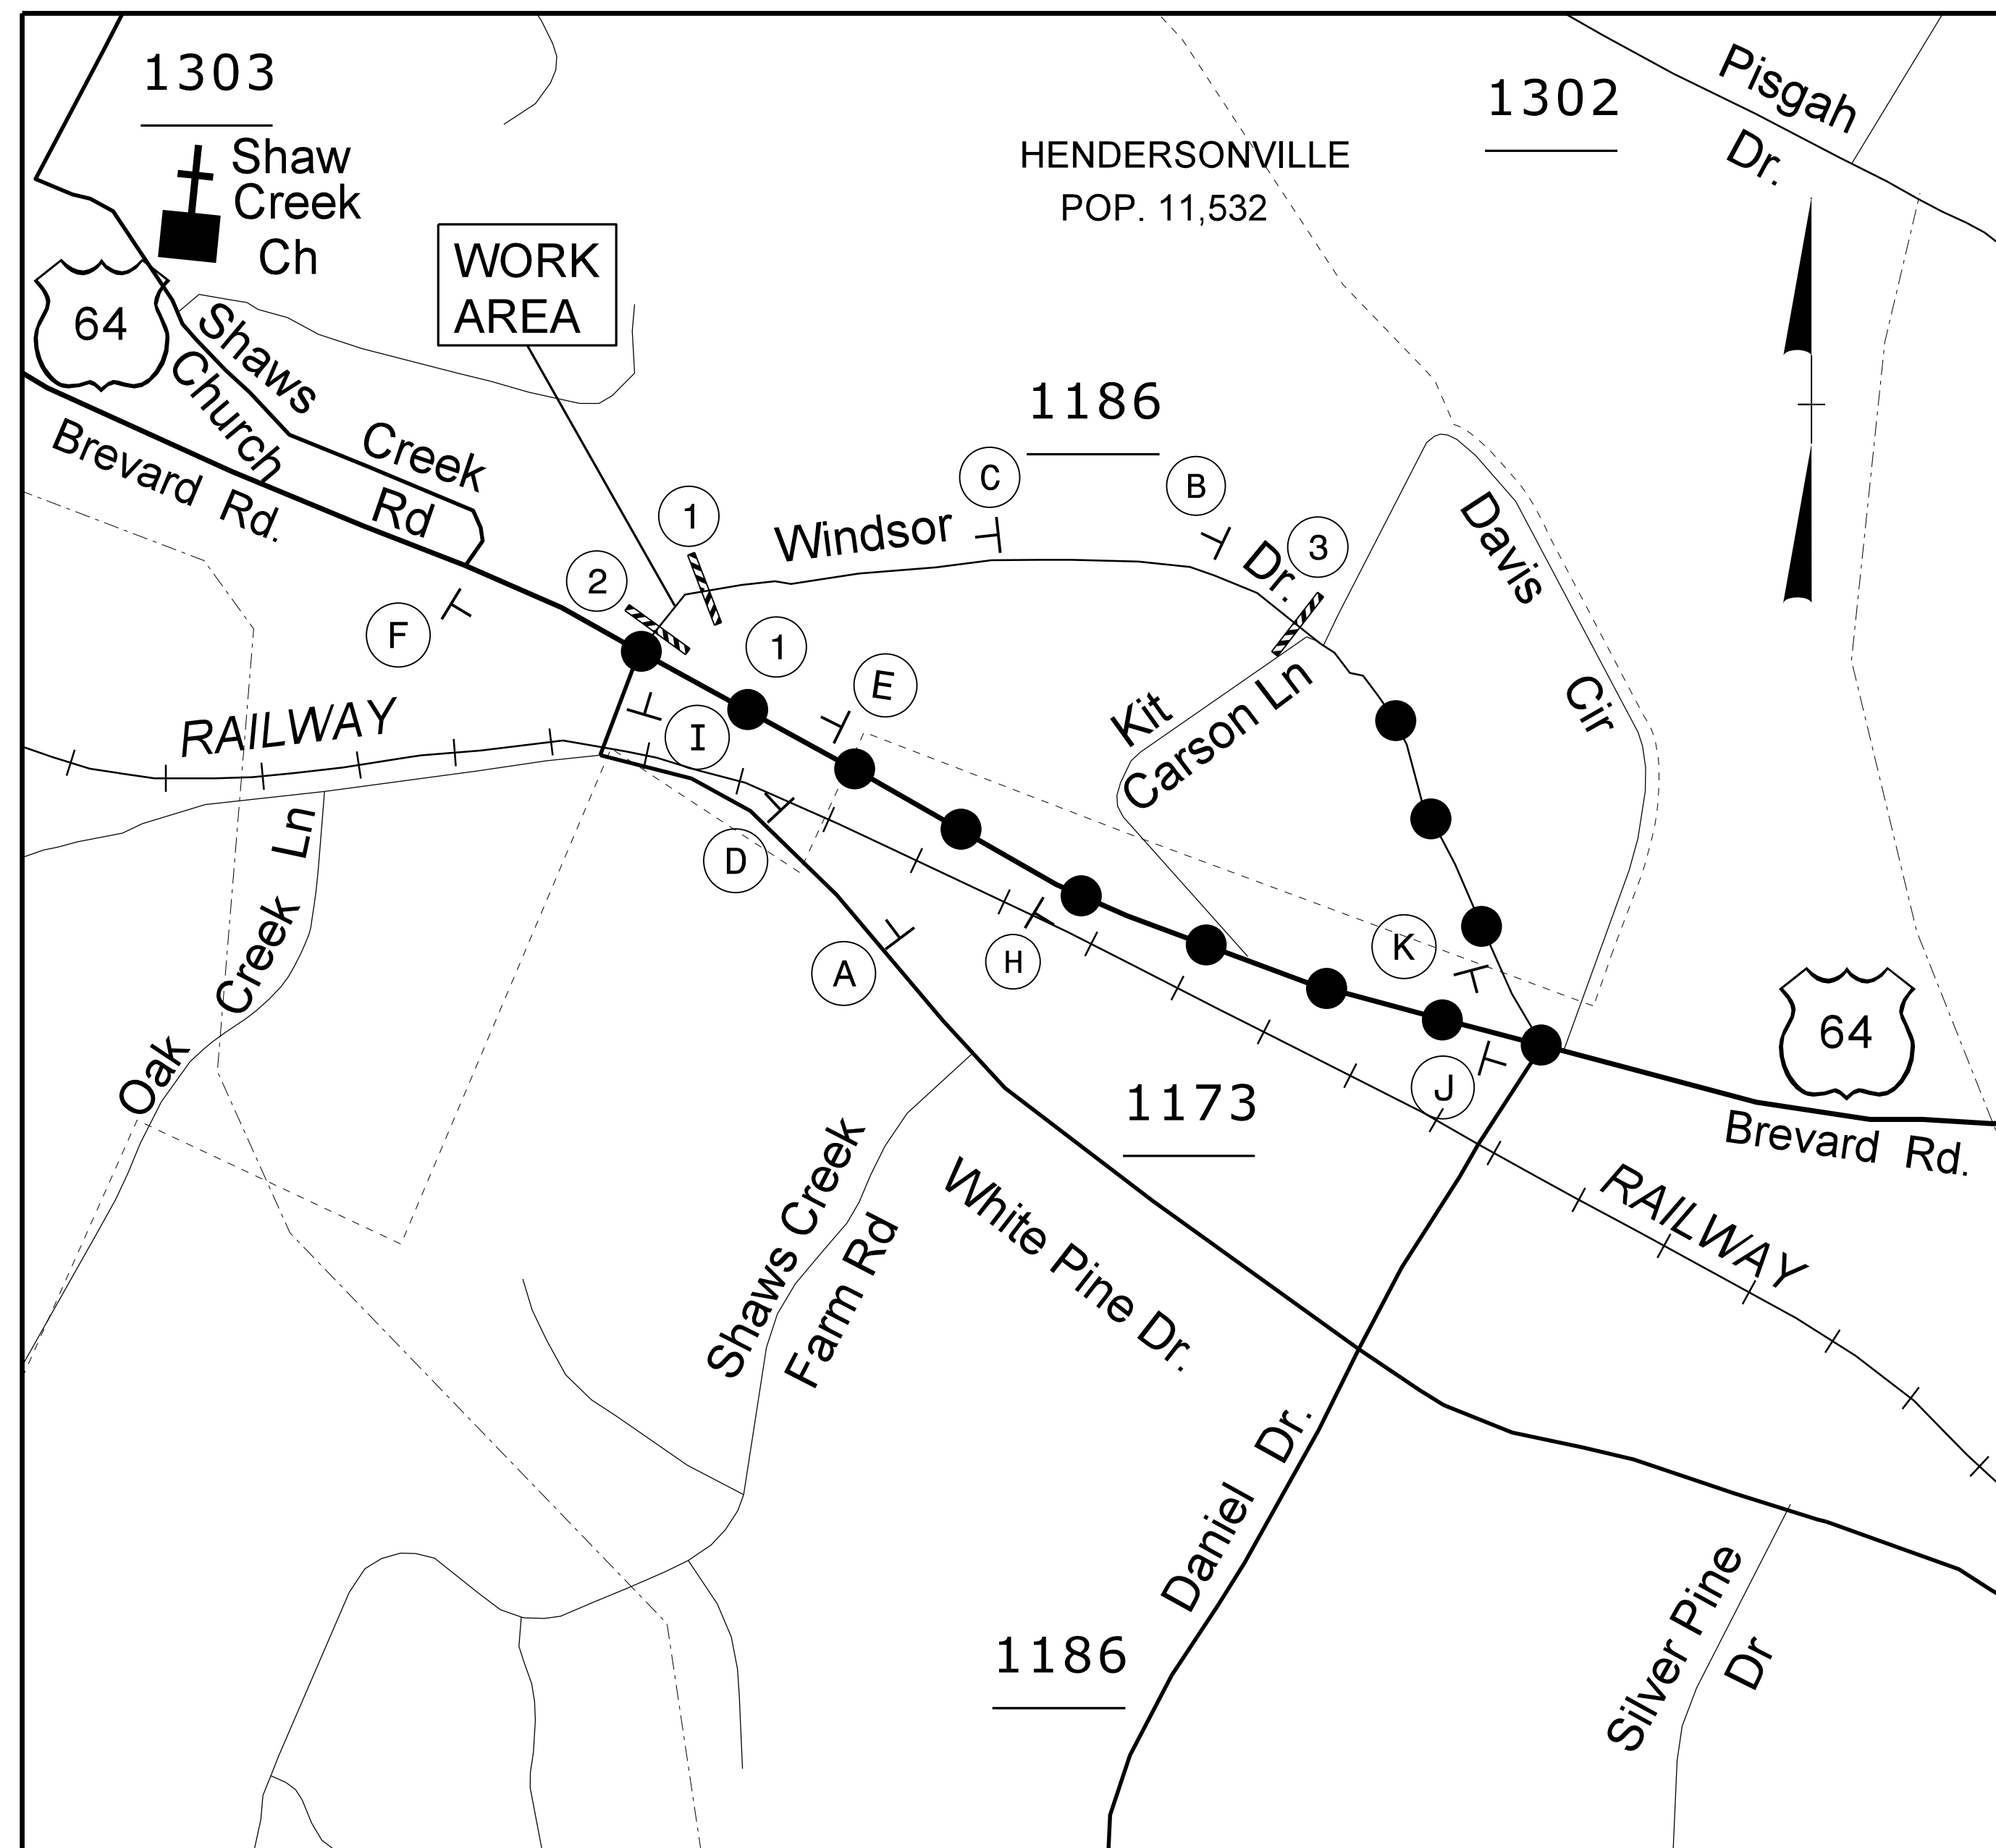 1303
Shaw
Creek
Ch
HENDERSONVILLE
POP. 11,532
1302
Pisgah
Dr.
WORK
AREA
64
Shaws
Church
Creek
Rd
Brevard Rd.
1186
C
B
1
Windsor
Dr.
3
Davis
Cir
2
F
1
E
I
RAILWAY
Kit
Carson Ln
D
K
A
H
Oak Creek Ln
64
J
1173
Brevard Rd.
RAILWAY
White Pine Dr.
Shaws Creek
Farm Rd
Daniel Dr.
1186
Silver Pine
Dr